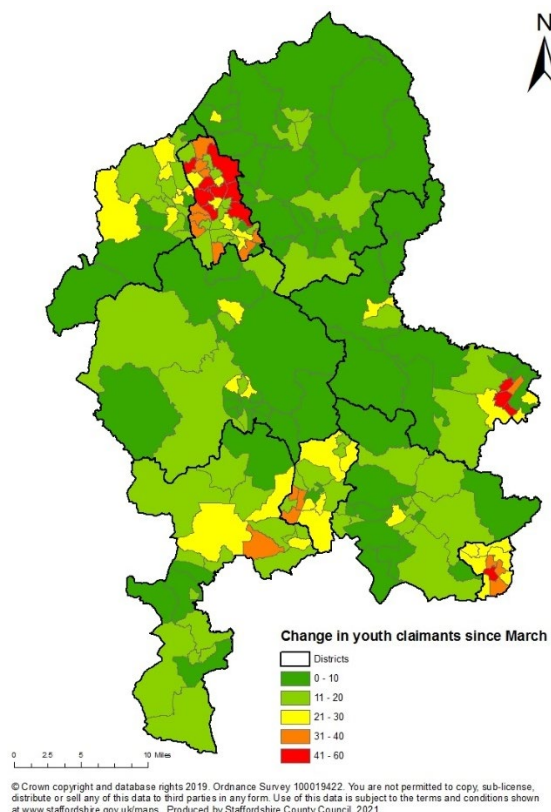 N
Change in youth claimants since March
Districts
0 - 10
11 - 20
21 - 30
31 - 40
41 - 60
0 2.5 5 10 Miles
© Crown copyright and database rights 2019. Ordnance Survey 100019422. You are not permitted to copy, sub-license,
distribute or sell any of this data to third parties in any form. Use of this data is subject to the terms and conditions shown
at www.staffordshire.gov.uk/maps. Produced by Staffordshire County Council, 2021.